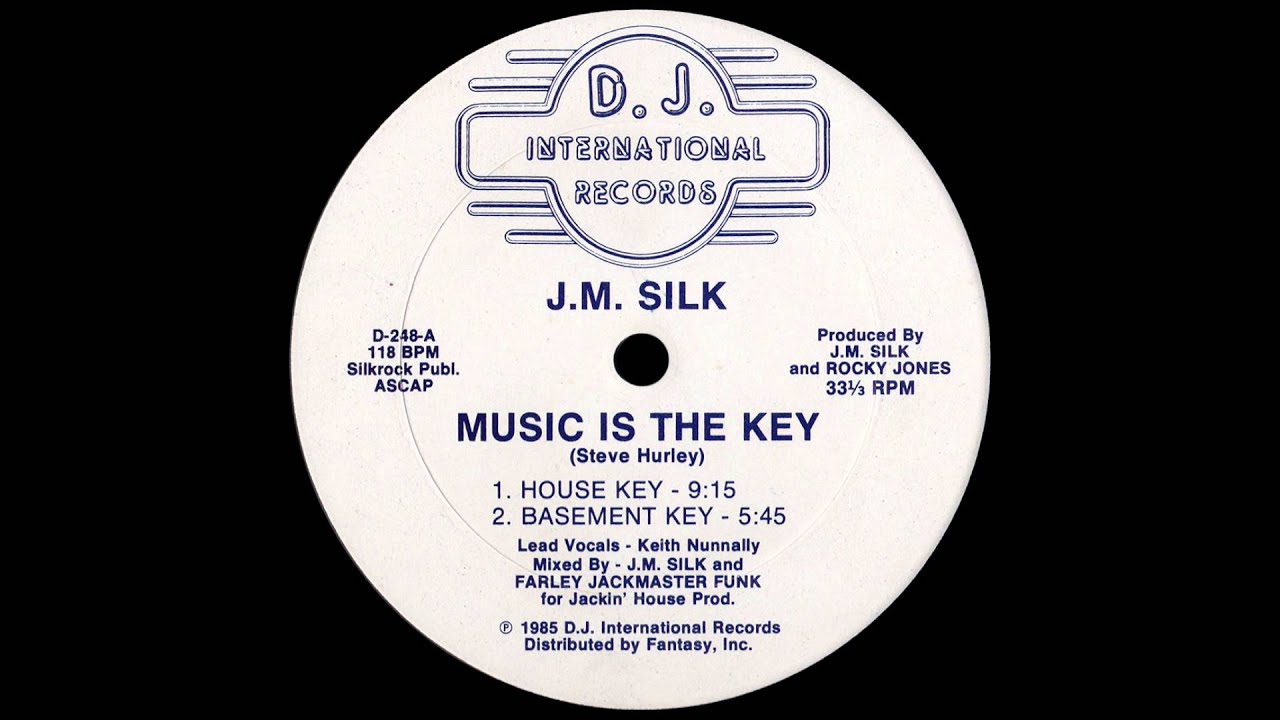 D.J.
INTERNATIONAL
RECORDS
J.M. SILK
D-248-A
118 BPM
Silkrock Publ.
ASCAP
Produced By
J.M. SILK
and ROCKY JONES
33⅓ RPM
MUSIC IS THE KEY
(Steve Hurley)
1. HOUSE KEY - 9:15
2. BASEMENT KEY - 5:45
Lead Vocals - Keith Nunnally
Mixed By - J.M. SILK and
FARLEY JACKMASTER FUNK
for Jackin' House Prod.
℗ 1985 D.J. International Records
Distributed by Fantasy, Inc.